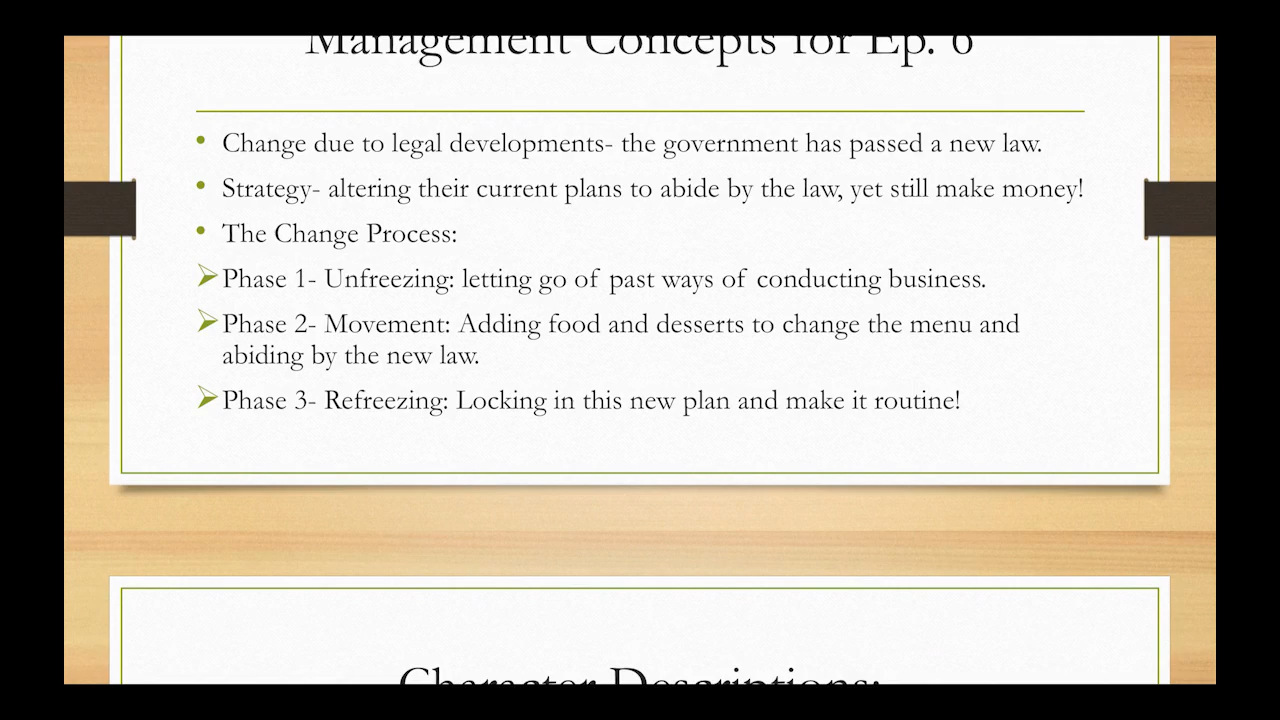 Management Concepts for Ep. 6
• Change due to legal developments- the government has passed a new law.
• Strategy- altering their current plans to abide by the law, yet still make money!
• The Change Process:
➢Phase 1- Unfreezing: letting go of past ways of conducting business.
➢Phase 2- Movement: Adding food and desserts to change the menu and
abiding by the new law.
➢Phase 3- Refreezing: Locking in this new plan and make it routine!
Character Descriptions: